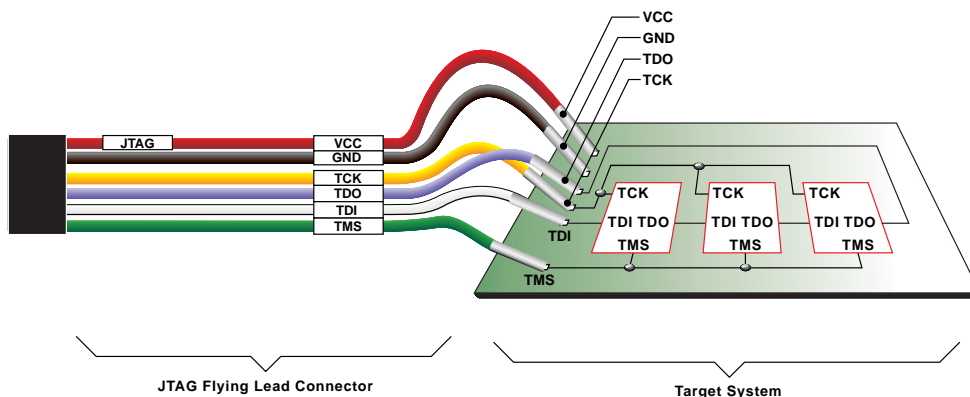 VCC
GND
TDO
TCK
JTAG
VCC
GND
TCK
TDO
TDI
TMS
TDI
TMS
TCK
TDI TDO
TMS
TCK
TDI TDO
TMS
TCK
TDI TDO
TMS
JTAG Flying Lead Connector
Target System